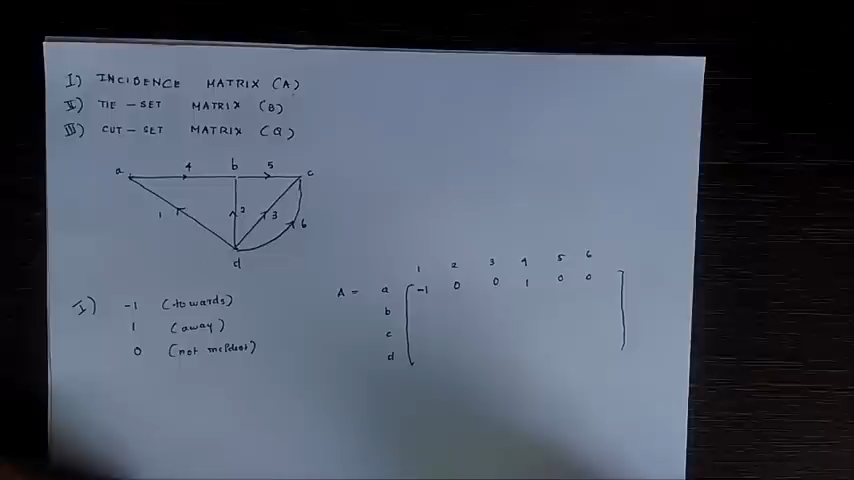 I) INCIDENCE MATRIX (A)
II) TIE - SET MATRIX (B)
III) CUT - SET MATRIX (Q)
a 4 b 5 c
1 2 3 6
d
I) -1 (towards)
1 (away)
0 (not incident)
1 2 3 4 5 6
A = a -1 0 0 1 0 0
b
c
d